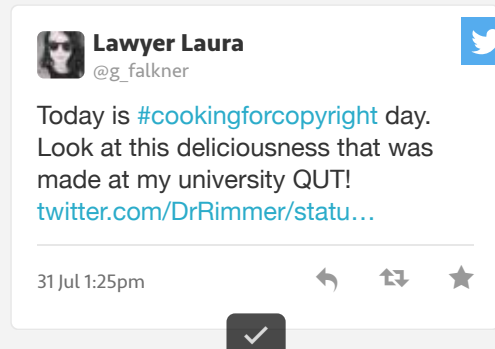 Lawyer Laura
@g_falkner
Today is #cookingforcopyright day.
Look at this deliciousness that was
made at my university QUT!
twitter.com/DrRimmer/statu…
31 Jul 1:25pm